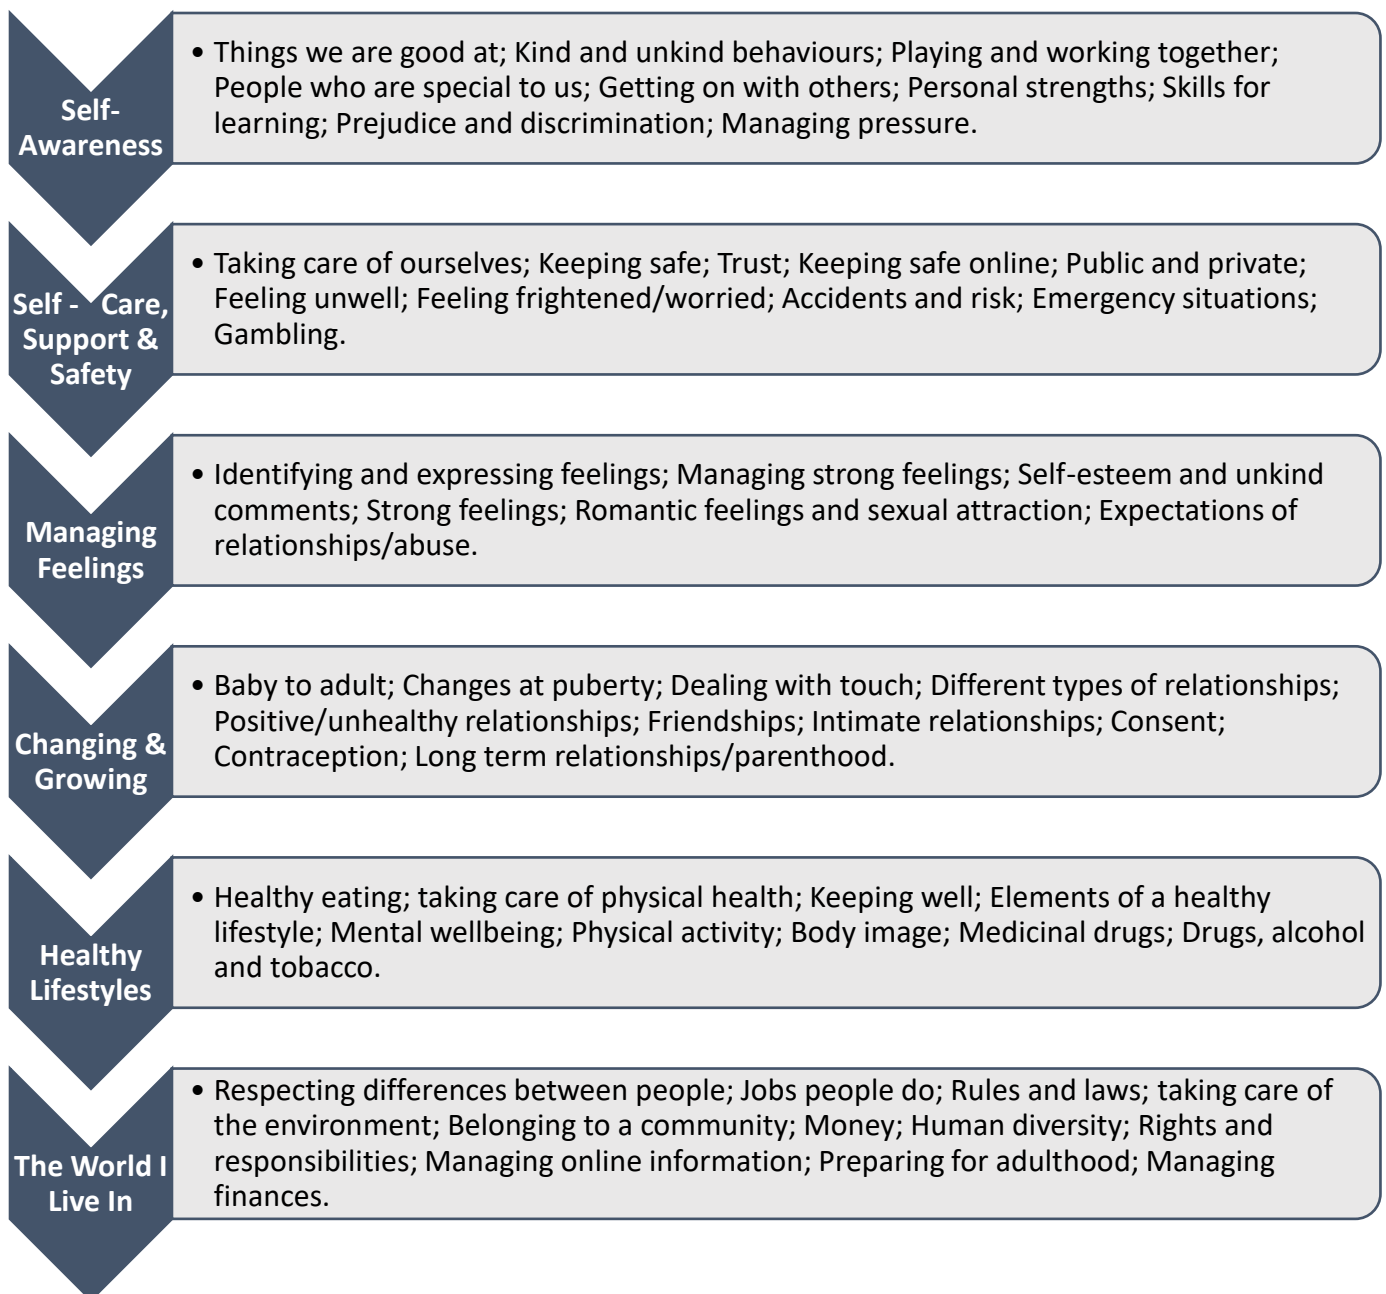 Self-
Awareness
• Things we are good at; Kind and unkind behaviours; Playing and working together;
People who are special to us; Getting on with others; Personal strengths; Skills for
learning; Prejudice and discrimination; Managing pressure.
Self - Care,
Support &
Safety
• Taking care of ourselves; Keeping safe; Trust; Keeping safe online; Public and private;
Feeling unwell; Feeling frightened/worried; Accidents and risk; Emergency situations;
Gambling.
Managing
Feelings
• Identifying and expressing feelings; Managing strong feelings; Self-esteem and unkind
comments; Strong feelings; Romantic feelings and sexual attraction; Expectations of
relationships/abuse.
Changing &
Growing
• Baby to adult; Changes at puberty; Dealing with touch; Different types of relationships;
Positive/unhealthy relationships; Friendships; Intimate relationships; Consent;
Contraception; Long term relationships/parenthood.
Healthy
Lifestyles
• Healthy eating; taking care of physical health; Keeping well; Elements of a healthy
lifestyle; Mental wellbeing; Physical activity; Body image; Medicinal drugs; Drugs, alcohol
and tobacco.
The World I
Live In
• Respecting differences between people; Jobs people do; Rules and laws; taking care of
the environment; Belonging to a community; Money; Human diversity; Rights and
responsibilities; Managing online information; Preparing for adulthood; Managing
finances.